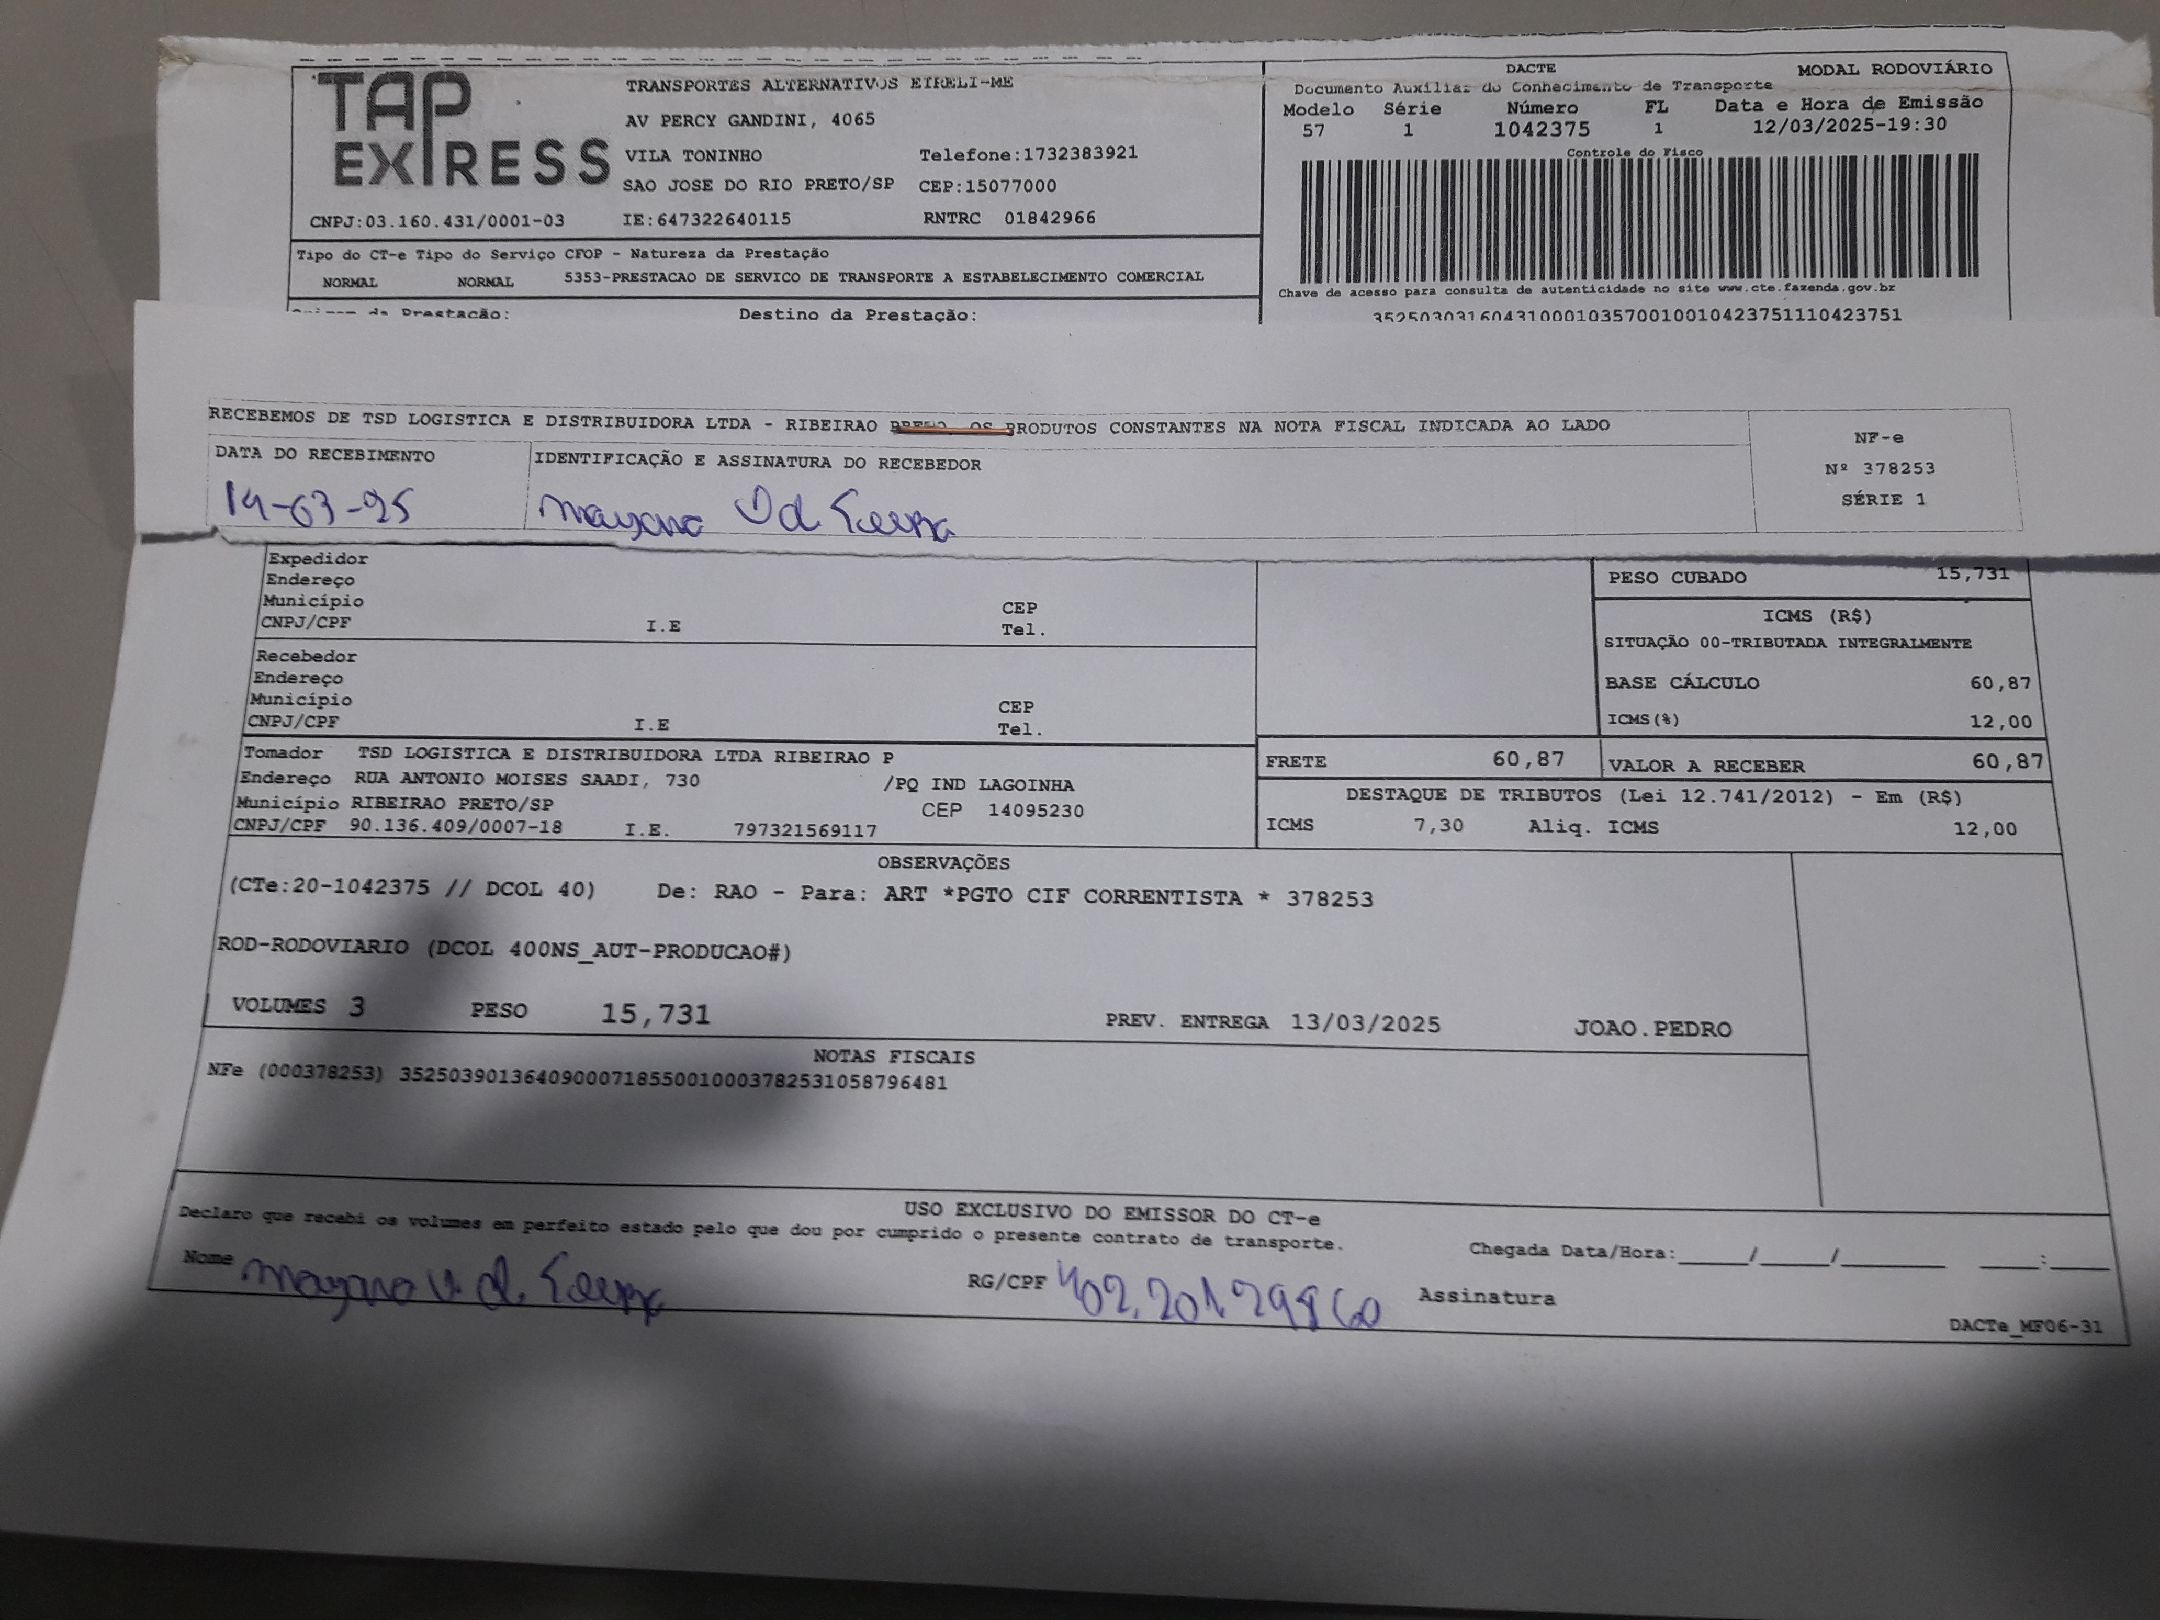 TAP EXPRESS
TRANSPORTES ALTERNATIVOS EIRELI-ME
AV PERCY GANDINI, 4065
VILA TONINHO Telefone:1732383921
SAO JOSE DO RIO PRETO/SP CEP:15077000
CNPJ:03.160.431/0001-03 IE:647322640115 RNTRC 01842966
Tipo do CT-e Tipo do Serviço CFOP - Natureza da Prestação
NORMAL NORMAL 5353-PRESTACAO DE SERVICO DE TRANSPORTE A ESTABELECIMENTO COMERCIAL
da Prestação: Destino da Prestação:
DACTE MODAL RODOVIÁRIO
Documento Auxiliar do Conhecimento de Transporte
Modelo Série Número FL Data e Hora de Emissão
57 1 1042375 1 12/03/2025-19:30
Controle do Fisco
Chave de acesso para consulta de autenticidade no site www.cte.fazenda.gov.br
35250303160431000103570010010423751110423751
RECEBEMOS DE TSD LOGISTICA E DISTRIBUIDORA LTDA - RIBEIRAO OS PRODUTOS CONSTANTES NA NOTA FISCAL INDICADA AO LADO
DATA DO RECEBIMENTO IDENTIFICAÇÃO E ASSINATURA DO RECEBEDOR
14-03-25
NF-e
Nº 378253
SÉRIE 1
Expedidor
Endereço
Município CEP
CNPJ/CPF I.E Tel.
Recebedor
Endereço
Município CEP
CNPJ/CPF I.E Tel.
PESO CUBADO 15,731
ICMS (R$)
SITUAÇÃO 00-TRIBUTADA INTEGRALMENTE
BASE CÁLCULO 60,87
ICMS(%) 12,00
Tomador TSD LOGISTICA E DISTRIBUIDORA LTDA RIBEIRAO P
Endereço RUA ANTONIO MOISES SAADI, 730 /PQ IND LAGOINHA
Município RIBEIRAO PRETO/SP CEP 14095230
CNPJ/CPF 90.136.409/0007-18 I.E. 797321569117
FRETE 60,87 VALOR A RECEBER 60,87
DESTAQUE DE TRIBUTOS (Lei 12.741/2012) - Em (R$)
ICMS 7,30 Aliq. ICMS 12,00
OBSERVAÇÕES
(CTe:20-1042375 // DCOL 40) De: RAO - Para: ART *PGTO CIF CORRENTISTA * 378253
ROD-RODOVIARIO (DCOL 400NS_AUT-PRODUCAO#)
VOLUMES 3 PESO 15,731 PREV. ENTREGA 13/03/2025 JOAO.PEDRO
NOTAS FISCAIS
NFe (000378253) 35250390136409000718550010003782531058796481
USO EXCLUSIVO DO EMISSOR DO CT-e
Declaro que recebi os volumes em perfeito estado pelo que dou por cumprido o presente contrato de transporte.
Chegada Data/Hora:_____/_____/_______ ____:____
Nome RG/CPF 402.201.298 60 Assinatura
DACTe_MF06-31